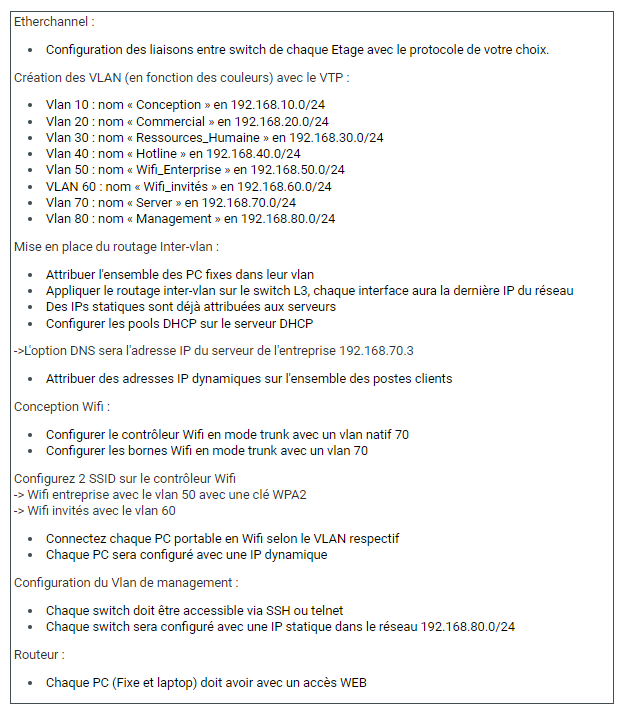 Etherchannel :
• Configuration des liaisons entre switch de chaque Etage avec le protocole de votre choix.
Création des VLAN (en fonction des couleurs) avec le VTP :
• Vlan 10 : nom « Conception » en 192.168.10.0/24
• Vlan 20 : nom « Commercial » en 192.168.20.0/24
• Vlan 30 : nom « Ressources_Humaine » en 192.168.30.0/24
• Vlan 40 : nom « Hotline » en 192.168.40.0/24
• Vlan 50 : nom « Wifi_Enterprise » en 192.168.50.0/24
• VLAN 60 : nom « Wifi_invités » en 192.168.60.0/24
• Vlan 70 : nom « Server » en 192.168.70.0/24
• Vlan 80 : nom « Management » en 192.168.80.0/24
Mise en place du routage Inter-vlan :
• Attribuer l'ensemble des PC fixes dans leur vlan
• Appliquer le routage inter-vlan sur le switch L3, chaque interface aura la dernière IP du réseau
• Des IPs statiques sont déjà attribuées aux serveurs
• Configurer les pools DHCP sur le serveur DHCP
->L'option DNS sera l'adresse IP du serveur de l'entreprise 192.168.70.3
• Attribuer des adresses IP dynamiques sur l'ensemble des postes clients
Conception Wifi :
• Configurer le contrôleur Wifi en mode trunk avec un vlan natif 70
• Configurer les bornes Wifi en mode trunk avec un vlan 70
Configurez 2 SSID sur le contrôleur Wifi
-> Wifi entreprise avec le vlan 50 avec une clé WPA2
-> Wifi invités avec le vlan 60
• Connectez chaque PC portable en Wifi selon le VLAN respectif
• Chaque PC sera configuré avec une IP dynamique
Configuration du Vlan de management :
• Chaque switch doit être accessible via SSH ou telnet
• Chaque switch sera configuré avec une IP statique dans le réseau 192.168.80.0/24
Routeur :
• Chaque PC (Fixe et laptop) doit avoir avec un accès WEB